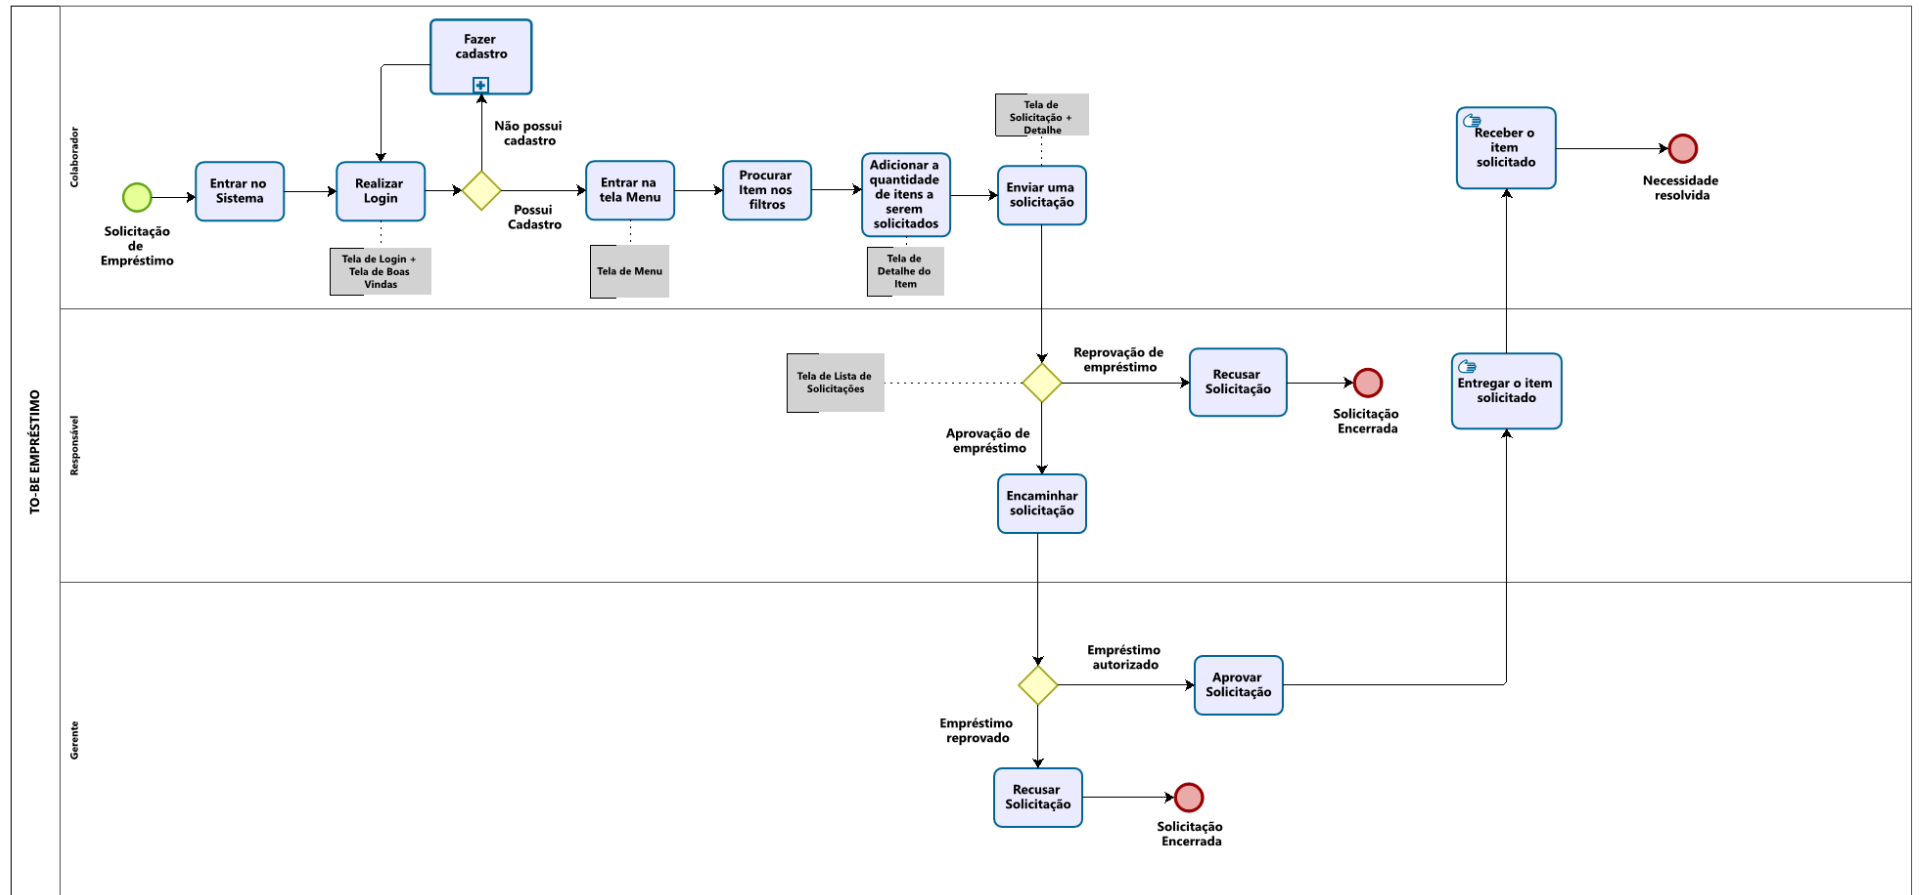 TO-BE EMPRÉSTIMO
Colaborador
Solicitação
de
Empréstimo
Entrar no
Sistema
Realizar
Login
Tela de Login +
Tela de Boas
Vindas
Fazer
cadastro
Não possui
cadastro
Possui
Cadastro
Entrar na
tela Menu
Tela de Menu
Procurar
Item nos
filtros
Adicionar a
quantidade
de itens a
serem
solicitados
Tela de
Detalhe do
Item
Tela de
Solicitação +
Detalhe
Enviar uma
solicitação
Receber o
item
solicitado
Necessidade
resolvida
Responsável
Tela de Lista de
Solicitações
Reprovação de
empréstimo
Recusar
Solicitação
Solicitação
Encerrada
Aprovação de
empréstimo
Encaminhar
solicitação
Entregar o item
solicitado
Gerente
Empréstimo
autorizado
Aprovar
Solicitação
Empréstimo
reprovado
Recusar
Solicitação
Solicitação
Encerrada